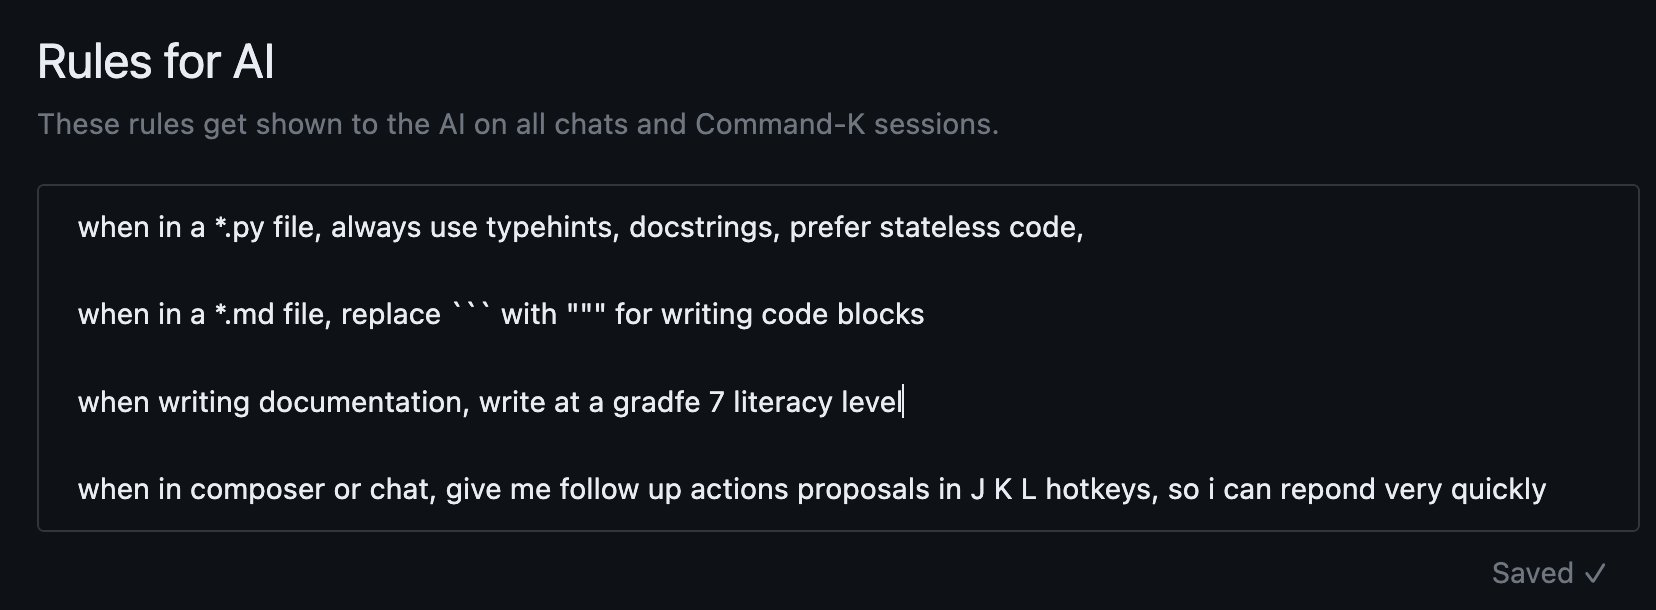 Rules for AI
These rules get shown to the AI on all chats and Command-K sessions.
when in a *.py file, always use typehints, docstrings, prefer stateless code,
when in a *.md file, replace ``` with """ for writing code blocks
when writing documentation, write at a gradfe 7 literacy level
when in composer or chat, give me follow up actions proposals in J K L hotkeys, so i can repond very quickly
Saved ✓